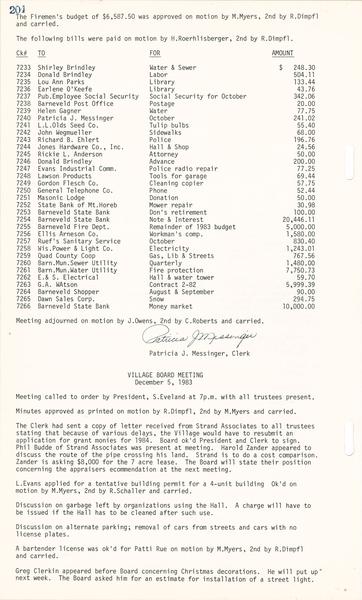 201
The Firemen's budget of $6,587.50 was approved on motion by M.Myers, 2nd by R.Dimpfl
and carried.
The following bills were paid on motion by H.Roerhlisberger, 2nd by R.Dimpfl.
Ck# TO FOR AMOUNT
7233 Shirley Brindley Water & Sewer $ 248.30
7234 Donald Brindley Labor 504.11
7235 Lou Ann Parks Library 133.44
7236 Earlene O'Keefe Library 43.76
7237 Pub.Employee Social Security Social Security for October 342.06
7238 Barneveld Post Office Postage 20.00
7239 Helen Gagner Water 77.75
7240 Patricia J. Messinger October 241.02
7241 L.L.Olds Seed Co. Tulip bulbs 55.40
7242 John Wegmueller Sidewalks 68.00
7243 Richard B. Ehlert Police 196.76
7244 Jones Hardware Co., Inc. Hall & Shop 24.56
7245 Rickie L. Anderson Attorney 50.00
7246 Donald Brindley Advance 200.00
7247 Evans Industrial Comm. Police radio repair 77.25
7248 Lawson Products Tools for garage 69.44
7249 Gordon Flesch Co. Cleaning copier 57.75
7250 General Telephone Co. Phone 52.44
7251 Masonic Lodge Donation 50.00
7252 State Bank of Mt.Horeb Mower repair 30.98
7253 Barneveld State Bank Don's retirement 100.00
7254 Barneveld State Bank Note & Interest 20,446.11
7255 Barneveld Fire Dept. Remainder of 1983 budget 5,000.00
7256 Ellis Arneson Co. Workman's comp. 1,580.00
7257 Ruef's Sanitary Service October 830.40
7258 Wis.Power & Light Co. Electricity 1,243.01
7259 Quad County Coop Gas, Lib & Streets 767.56
7260 Barn.Mun.Sewer Utility Quarterly 1,480.00
7261 Barn.Mun.Water Utility Fire protection 7,750.73
7262 E.& S. Electrical Hall & water tower 59.70
7263 G.A. WAtson Contract 2-82 5,999.39
7264 Barneveld Shopper August & September 90.00
7265 Dawn Sales Corp. Snow 294.75
7266 Barneveld State Bank Money market 10,000.00
Meeting adjourned on motion by J.Owens, 2nd by C.Roberts and carried.
Patricia J Messenger
Patricia J. Messenger, Clerk
VILLAGE BOARD MEETING
December 5, 1983
Meeting called to order by President, S.Eveland at 7p.m. with all trustees present.
Minutes approved as printed on motion by R.Dimpfl, 2nd by M.Myers and carried.
The Clerk had sent a copy of letter received from Strand Associates to all trustees
stating that because of various delays, the Village would have to resubmit an
application for grant monies for 1984. Board ok'd President and Clerk to sign.
Phil Budde of Strand Associates was present at meeting. Harold Zander appeared to
discuss the route of the pipe crossing his land. Strand is to do a cost comparison.
Zander is asking $8,000 for the 7 acre lease. The Board will state their position
concerning the appraisers recommendation at the next meeting.
L.Evans applied for a tentative building permit for a 4-unit building Ok'd on
motion by M.Myers, 2nd by R.Schaller and carried.
Discussion on garbage left by organizations using the Hall. A charge will have to
be issued if the Hall has to be cleaned after such use.
Discussion on alternate parking; removal of cars from streets and cars with no
license plates.
A bartender license was ok'd for Patti Rue on motion by M.Myers, 2nd by R.Dimpfl
and carried.
Greg Clerkin appeared before Board concerning Christmas decorations. He will put up
next week. The Board asked him for an estimate for installation of a street light.